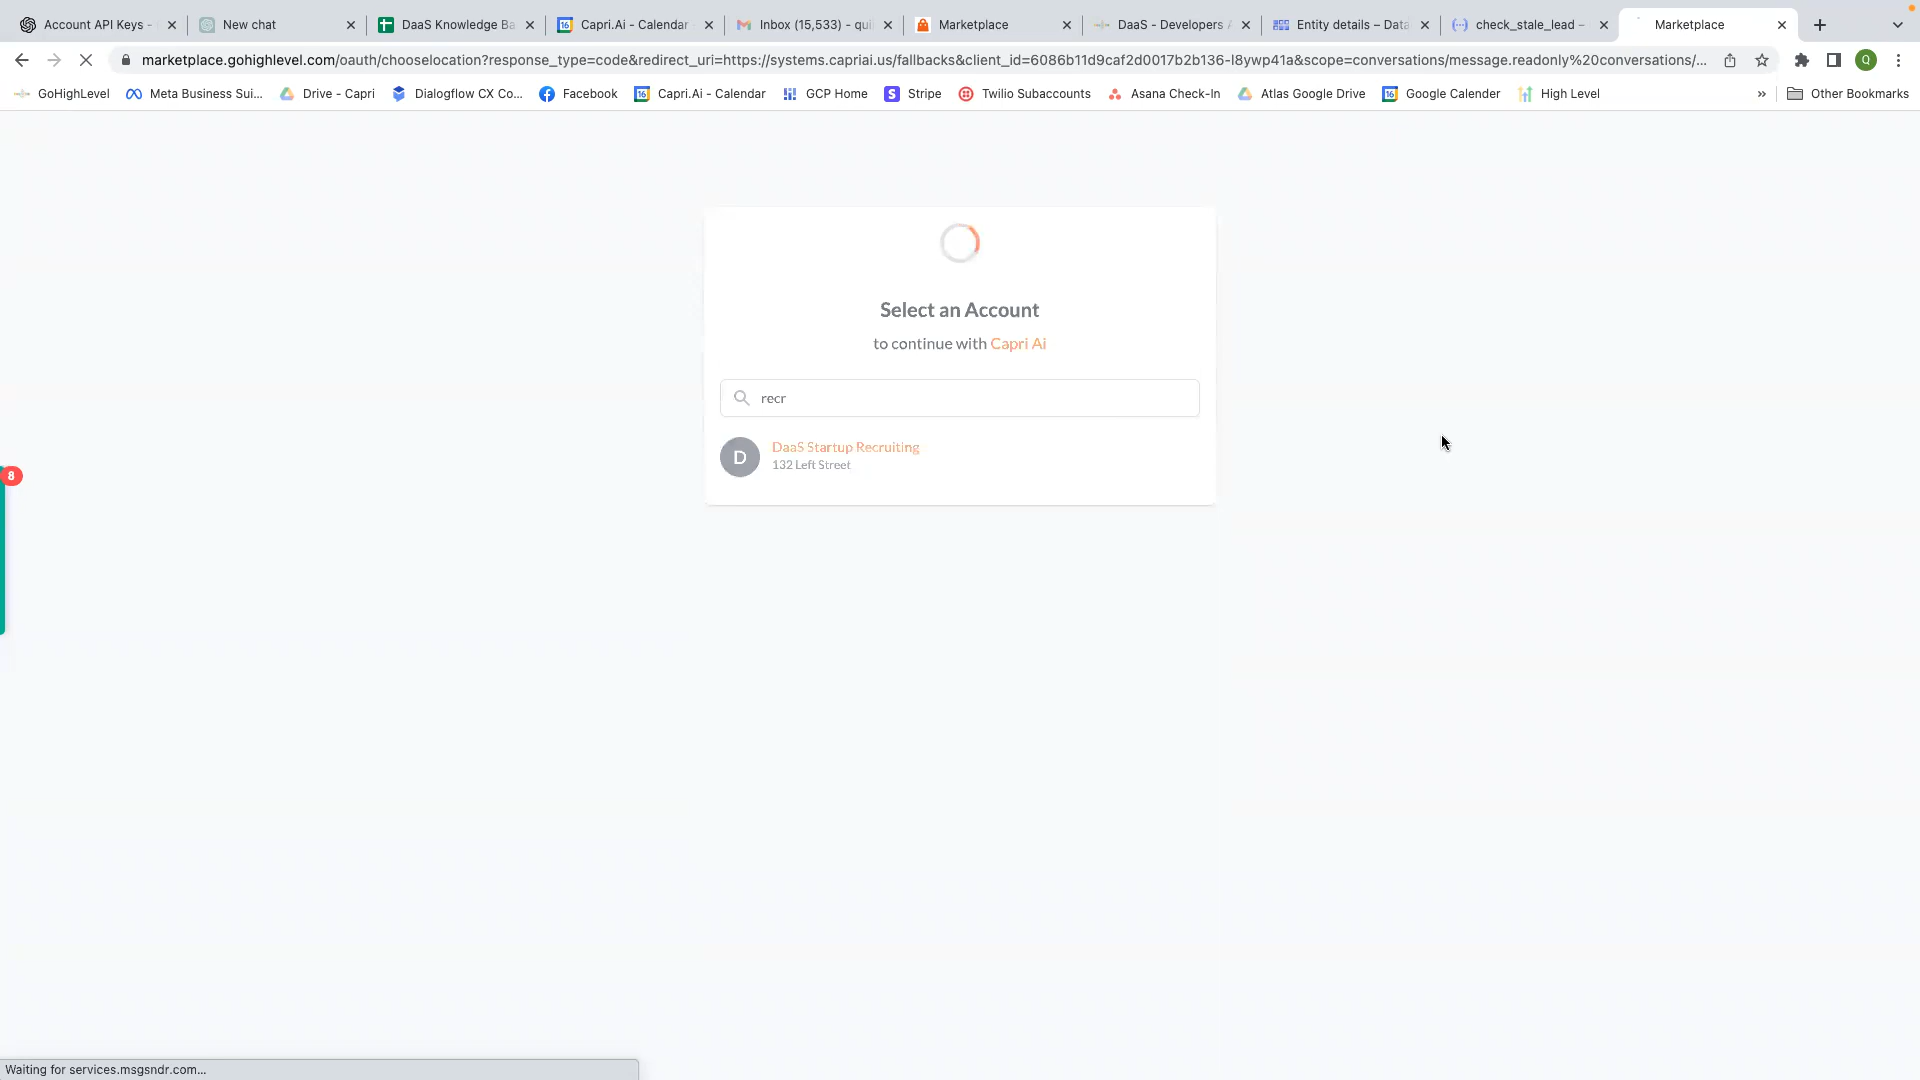 Account API Keys -
New chat
DaaS Knowledge Ba
Capri.Ai - Calendar
Inbox (15,533) - qui
Marketplace
DaaS - Developers A
Entity details – Data
check_stale_lead –
Marketplace
marketplace.gohighlevel.com/oauth/chooselocation?response_type=code&redirect_uri=https://systems.capriai.us/fallbacks&client_id=6086b11d9caf2d0017b2b136-l8ywp41a&scope=conversations/message.readonly%20conversations/...
Q
GoHighLevel
Meta Business Sui...
Drive - Capri
Dialogflow CX Co...
Facebook
16 Capri.Ai - Calendar
GCP Home
S Stripe
Twilio Subaccounts
Asana Check-In
Atlas Google Drive
16 Google Calender
High Level
»
Other Bookmarks
Select an Account
to continue with Capri Ai
recr
D
DaaS Startup Recruiting
132 Left Street
8
Waiting for services.msgsndr.com...